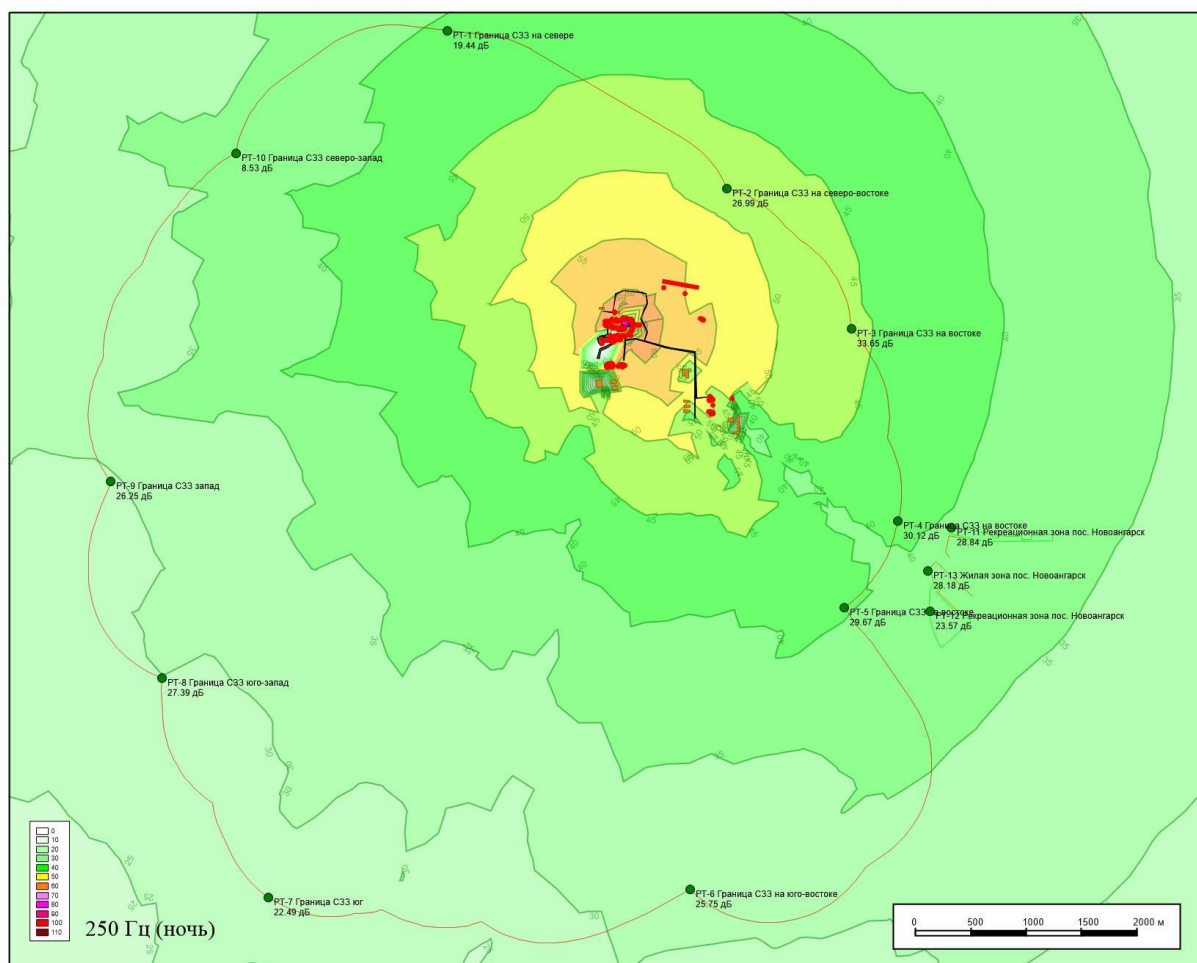 РТ-1 Граница СЗЗ на севере
19.44 дБ
РТ-10 Граница СЗЗ северо-запад
8.53 дБ
РТ-2 Граница СЗЗ на северо-востоке
26.99 дБ
РТ-3 Граница СЗЗ на востоке
33.65 дБ
РТ-9 Граница СЗЗ запад
26.25 дБ
РТ-4 Граница СЗЗ на востоке
30.12 дБ
РТ-11 Рекреационная зона пос. Новоангарск
28.84 дБ
РТ-13 Жилая зона пос. Новоангарск
28.18 дБ
РТ-5 Граница СЗЗ на востоке
29.67 дБ
РТ-12 Рекреационная зона пос. Новоангарск
23.57 дБ
РТ-8 Граница СЗЗ юго-запад
27.39 дБ
РТ-7 Граница СЗЗ юг
22.49 дБ
РТ-6 Граница СЗЗ на юго-востоке
25.75 дБ
0
10
20
30
40
50
60
70
80
90
100
110
250 Гц (ночь)
0 500 1000 1500 2000 м